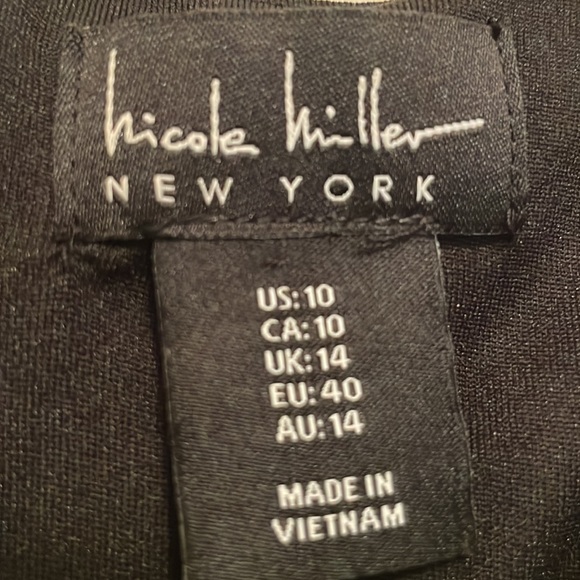 nicole miller
NEW YORK
US: 10
CA: 10
UK: 14
EU: 40
AU: 14
MADE IN
VIETNAM